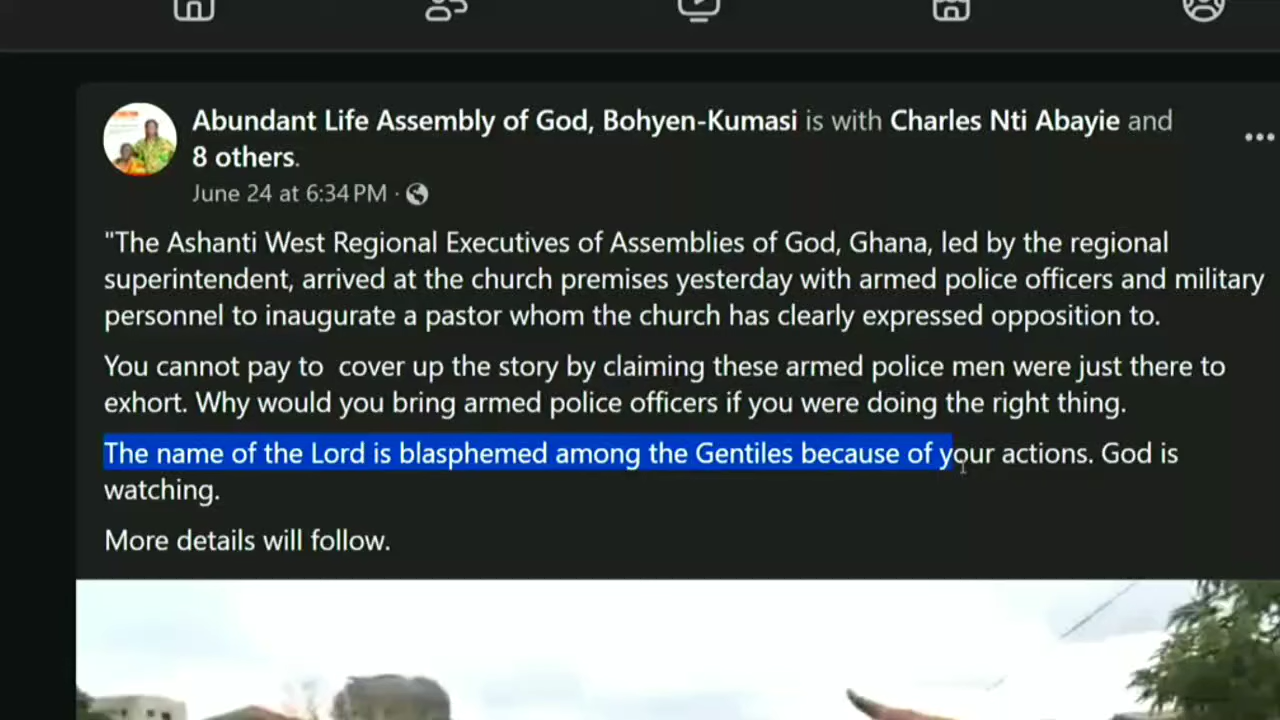 Abundant Life Assembly of God, Bohyen-Kumasi is with Charles Nti Abayie and
8 others.
June 24 at 6:34 PM ·
"The Ashanti West Regional Executives of Assemblies of God, Ghana, led by the regional
superintendent, arrived at the church premises yesterday with armed police officers and military
personnel to inaugurate a pastor whom the church has clearly expressed opposition to.
You cannot pay to  cover up the story by claiming these armed police men were just there to
exhort. Why would you bring armed police officers if you were doing the right thing.
The name of the Lord is blasphemed among the Gentiles because of your actions. God is
watching.
More details will follow.